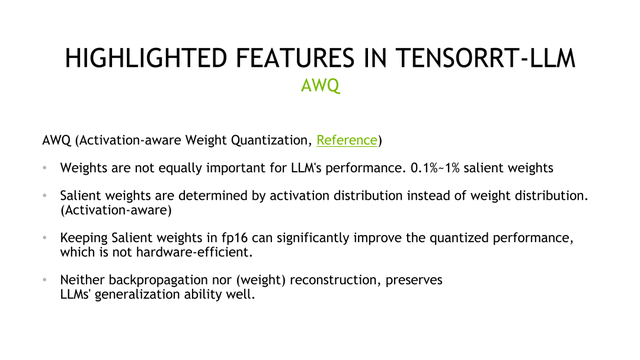 HIGHLIGHTED FEATURES IN TENSORRT-LLM
AWQ
AWQ (Activation-aware Weight Quantization, Reference)
• Weights are not equally important for LLM's performance. 0.1%~1% salient weights
• Salient weights are determined by activation distribution instead of weight distribution.
(Activation-aware)
• Keeping Salient weights in fp16 can significantly improve the quantized performance,
which is not hardware-efficient.
• Neither backpropagation nor (weight) reconstruction, preserves
LLMs' generalization ability well.